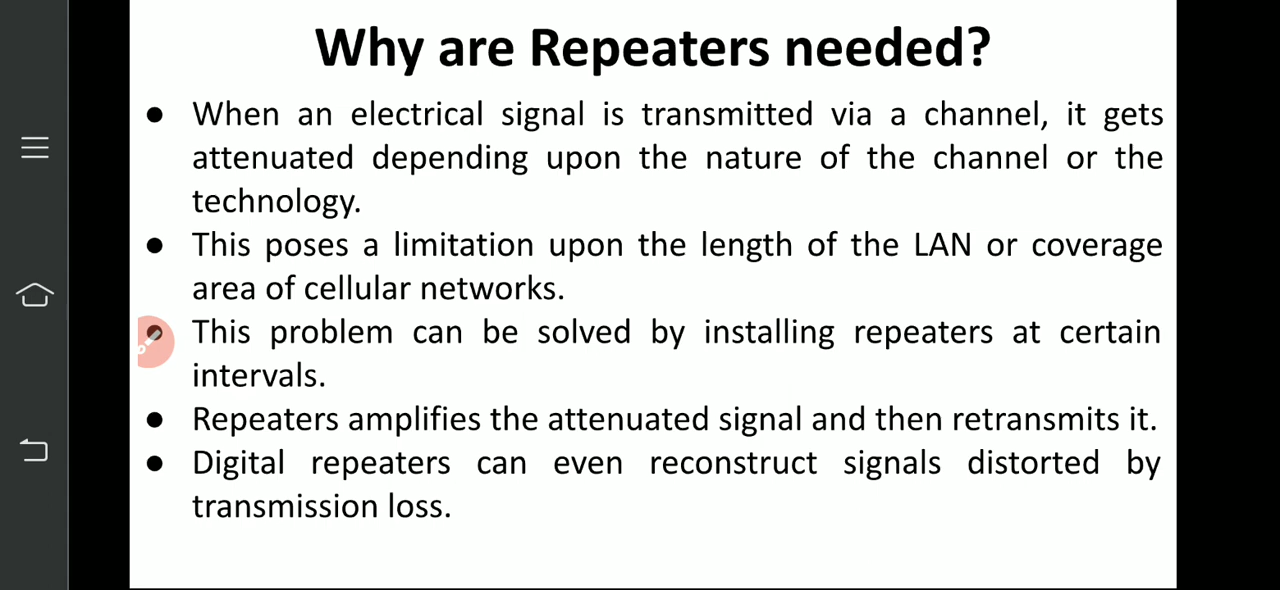 Why are Repeaters needed?
● When an electrical signal is transmitted via a channel, it gets
attenuated depending upon the nature of the channel or the
technology.
● This poses a limitation upon the length of the LAN or coverage
area of cellular networks.
● This problem can be solved by installing repeaters at certain
intervals.
● Repeaters amplifies the attenuated signal and then retransmits it.
● Digital repeaters can even reconstruct signals distorted by
transmission loss.